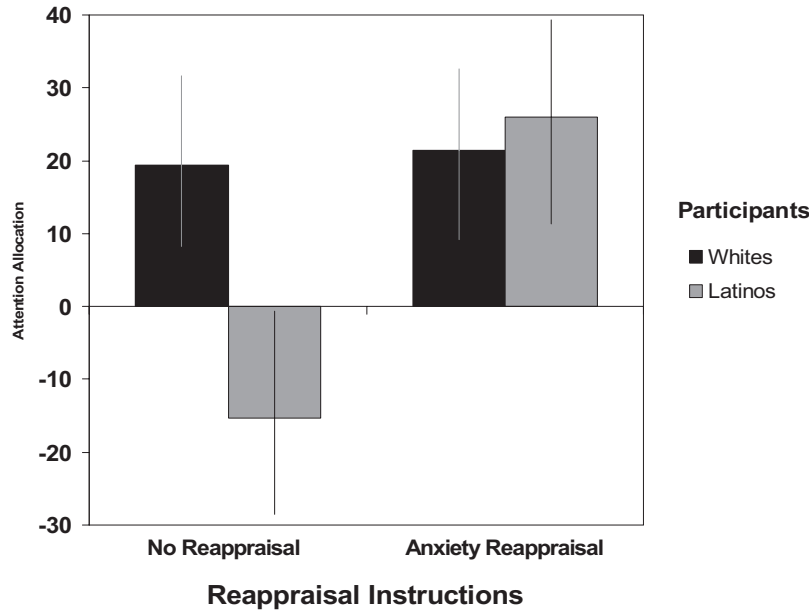 40
30
20
10
0
-10
-20
-30
Attention Allocation
No Reappraisal
Anxiety Reappraisal
Reappraisal Instructions
Participants
Whites
Latinos